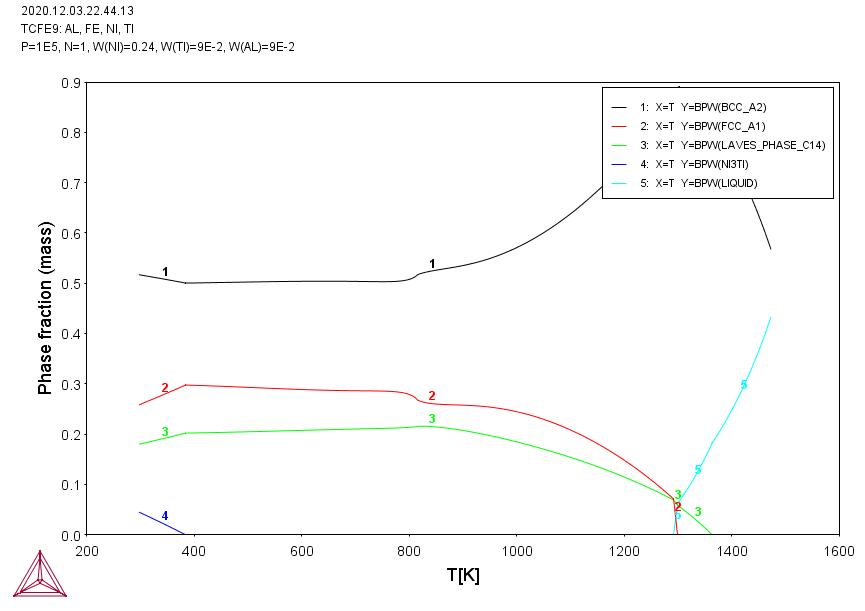 2020.12.03.22.44.13
TCFE9: AL, FE, NI, TI
P=1E5, N=1, W(NI)=0.24, W(TI)=9E-2, W(AL)=9E-2
0.9
0.8
0.7
0.6
0.5
0.4
0.3
0.2
0.1
0.0
Phase fraction (mass)
1: X=T Y=BPW(BCC_A2)
2: X=T Y=BPW(FCC_A1)
3: X=T Y=BPW(LAVES_PHASE_C14)
4: X=T Y=BPW(NI3TI)
5: X=T Y=BPW(LIQUID)
1
1
2
2
3
3
4
5
5
3
2
5
3
200 400 600 800 1000 1200 1400 1600
T[K]